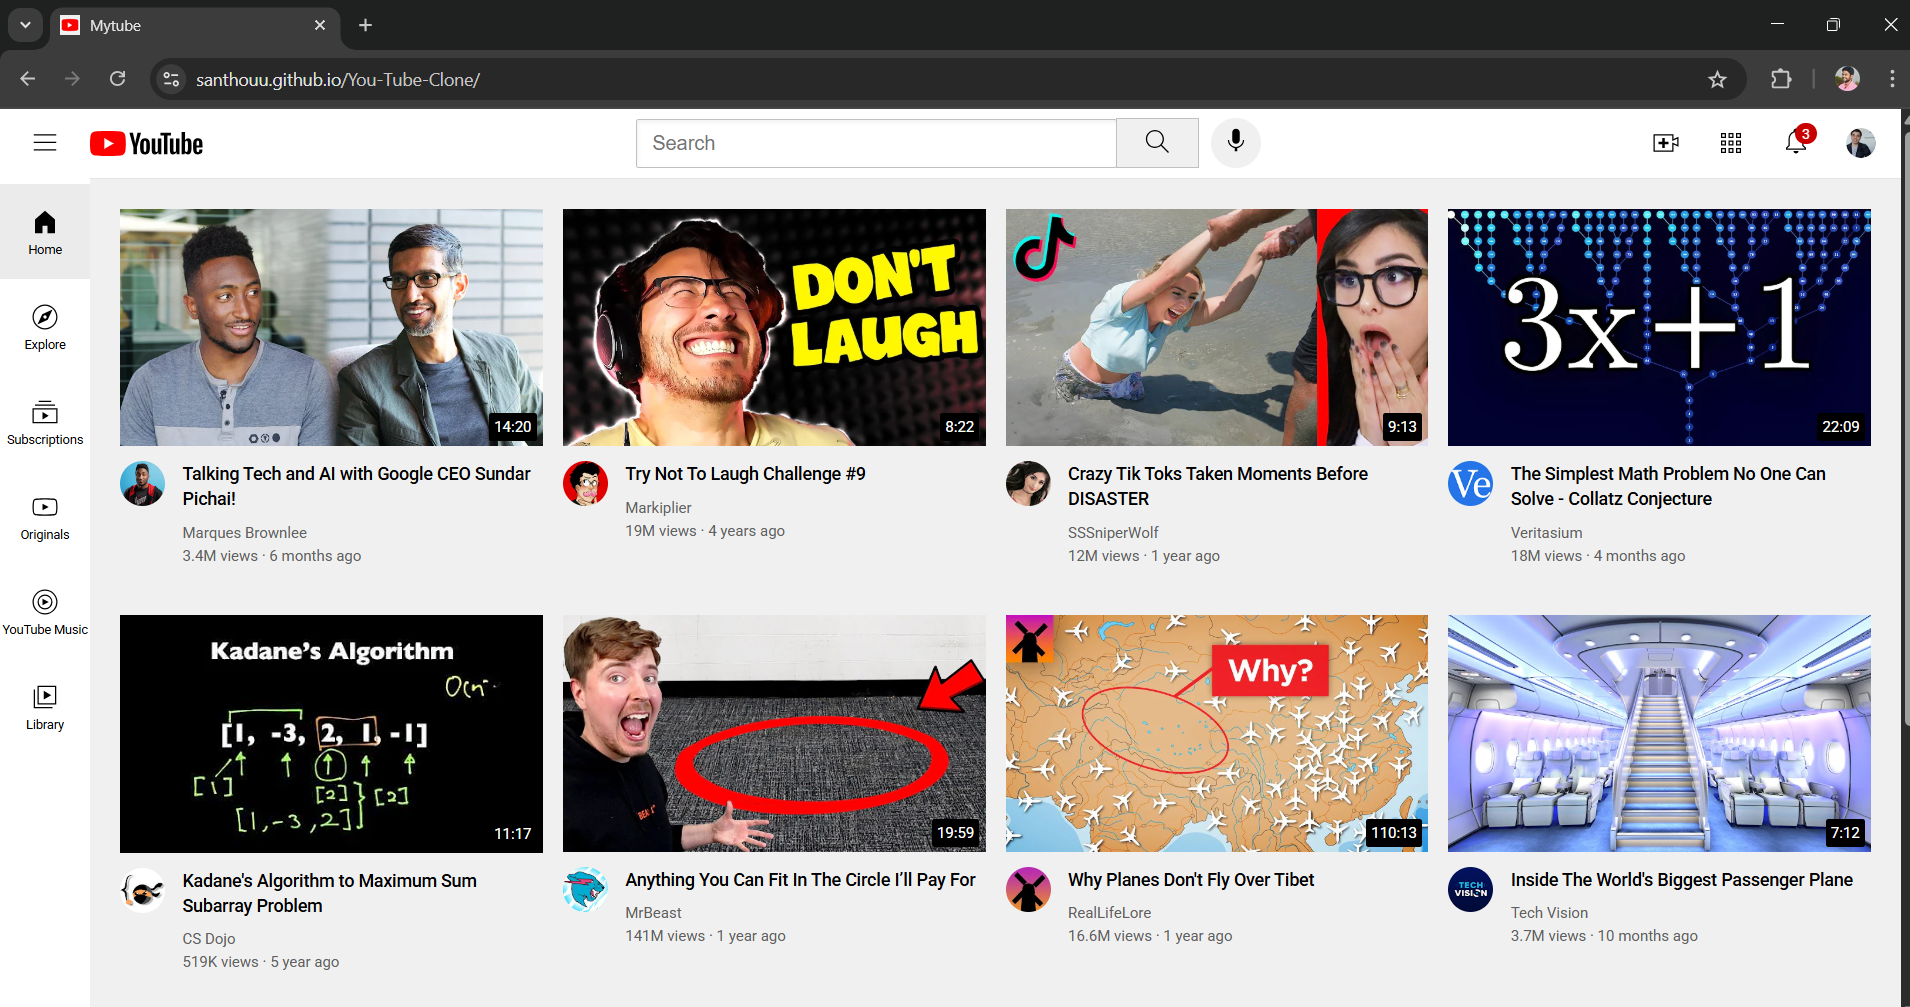 Mytube
santhouu.github.io/You-Tube-Clone/
YouTube
Search
3
Home
Explore
Subscriptions
Originals
YouTube Music
Library
14:20
Talking Tech and AI with Google CEO Sundar
Pichai!
Marques Brownlee
3.4M views · 6 months ago
DON'T
LAUGH
8:22
Try Not To Laugh Challenge #9
Markiplier
19M views · 4 years ago
9:13
Crazy Tik Toks Taken Moments Before
DISASTER
SSSniperWolf
12M views · 1 year ago
3x+1
22:09
Ve
The Simplest Math Problem No One Can
Solve - Collatz Conjecture
Veritasium
18M views · 4 months ago
Kadane's Algorithm
[1, -3, 2, 1, -1]
[1]
[2]
[2]
[1, -3, 2]
11:17
Kadane's Algorithm to Maximum Sum
Subarray Problem
CS Dojo
519K views · 5 year ago
19:59
Anything You Can Fit In The Circle I’ll Pay For
MrBeast
141M views · 1 year ago
Why?
110:13
Why Planes Don't Fly Over Tibet
RealLifeLore
16.6M views · 1 year ago
7:12
TECH
VISION
Inside The World's Biggest Passenger Plane
Tech Vision
3.7M views · 10 months ago